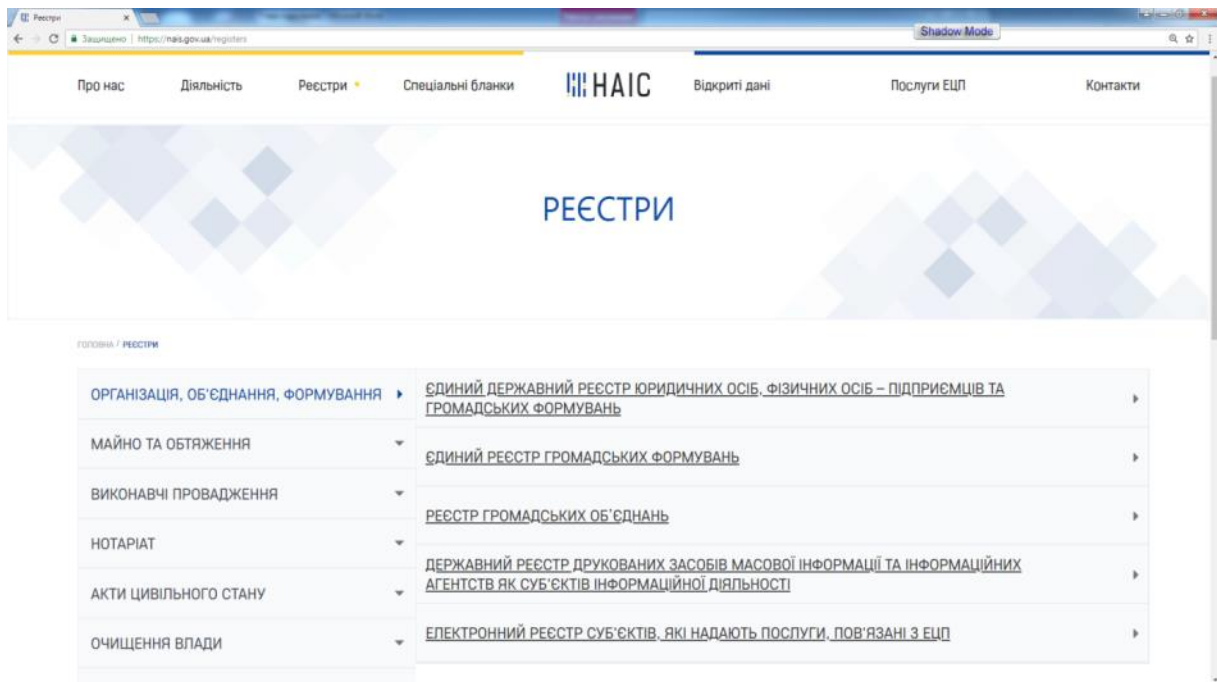 Реєстри
Shadow Mode
Защищено | https://nais.gov.ua/registers
Про нас Діяльність Реєстри Спеціальні бланки НАІС Відкриті дані Послуги ЕЦП Контакти
РЕЄСТРИ
ГОЛОВНА / РЕЄСТРИ
ОРГАНІЗАЦІЯ, ОБ'ЄДНАННЯ, ФОРМУВАННЯ
МАЙНО ТА ОБТЯЖЕННЯ
ВИКОНАВЧІ ПРОВАДЖЕННЯ
НОТАРІАТ
АКТИ ЦИВІЛЬНОГО СТАНУ
ОЧИЩЕННЯ ВЛАДИ
ЄДИНИЙ ДЕРЖАВНИЙ РЕЄСТР ЮРИДИЧНИХ ОСІБ, ФІЗИЧНИХ ОСІБ – ПІДПРИЄМЦІВ ТА
ГРОМАДСЬКИХ ФОРМУВАНЬ
ЄДИНИЙ РЕЄСТР ГРОМАДСЬКИХ ФОРМУВАНЬ
РЕЄСТР ГРОМАДСЬКИХ ОБ'ЄДНАНЬ
ДЕРЖАВНИЙ РЕЄСТР ДРУКОВАНИХ ЗАСОБІВ МАСОВОЇ ІНФОРМАЦІЇ ТА ІНФОРМАЦІЙНИХ
АГЕНТСТВ ЯК СУБ'ЄКТІВ ІНФОРМАЦІЙНОЇ ДІЯЛЬНОСТІ
ЕЛЕКТРОННИЙ РЕЄСТР СУБ'ЄКТІВ, ЯКІ НАДАЮТЬ ПОСЛУГИ, ПОВ'ЯЗАНІ З ЕЦП